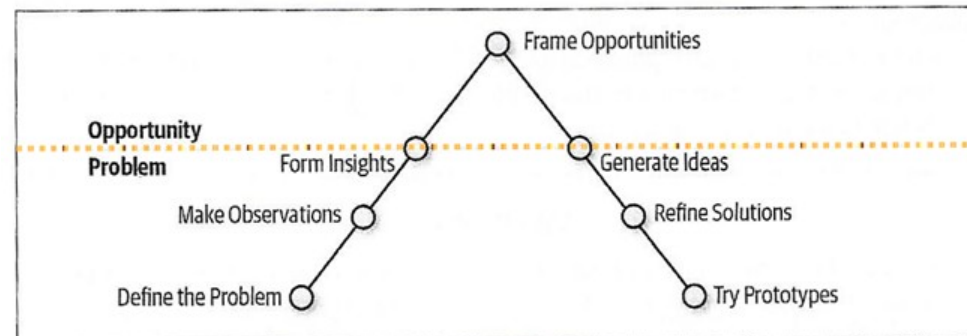 Frame Opportunities
Opportunity
Problem
Form Insights
Generate Ideas
Make Observations
Refine Solutions
Define the Problem
Try Prototypes